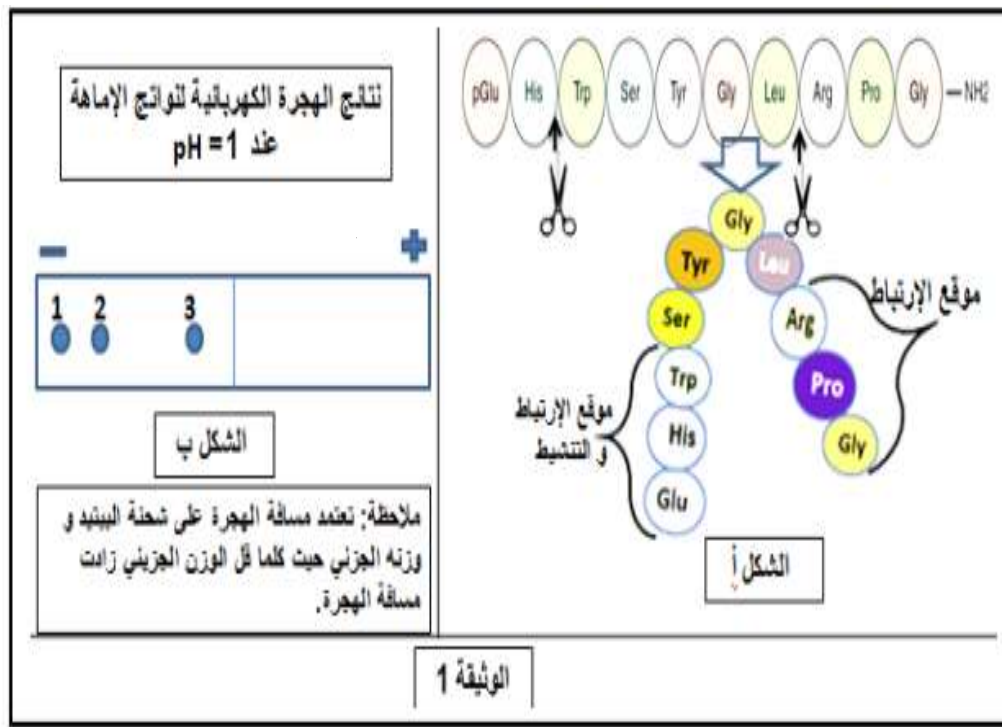 نتائج الهجرة الكهربائية لنواتج الإماهة
عند pH =1
1 2 3
الشكل ب
ملاحظة: تعتمد مسافة الهجرة على شحنة الببتيد و
وزنه الجزئي حيث كلما قل الوزن الجزيئي زادت
مسافة الهجرة.
pGlu His Trp Ser Tyr Gly Leu Arg Pro Gly —NH2
Gly
Tyr
Leu
Ser
Arg
Trp
Pro
His
Gly
Glu
موقع الإرتباط
موقع الإرتباط
و التنشيط
الشكل أ
الوثيقة 1